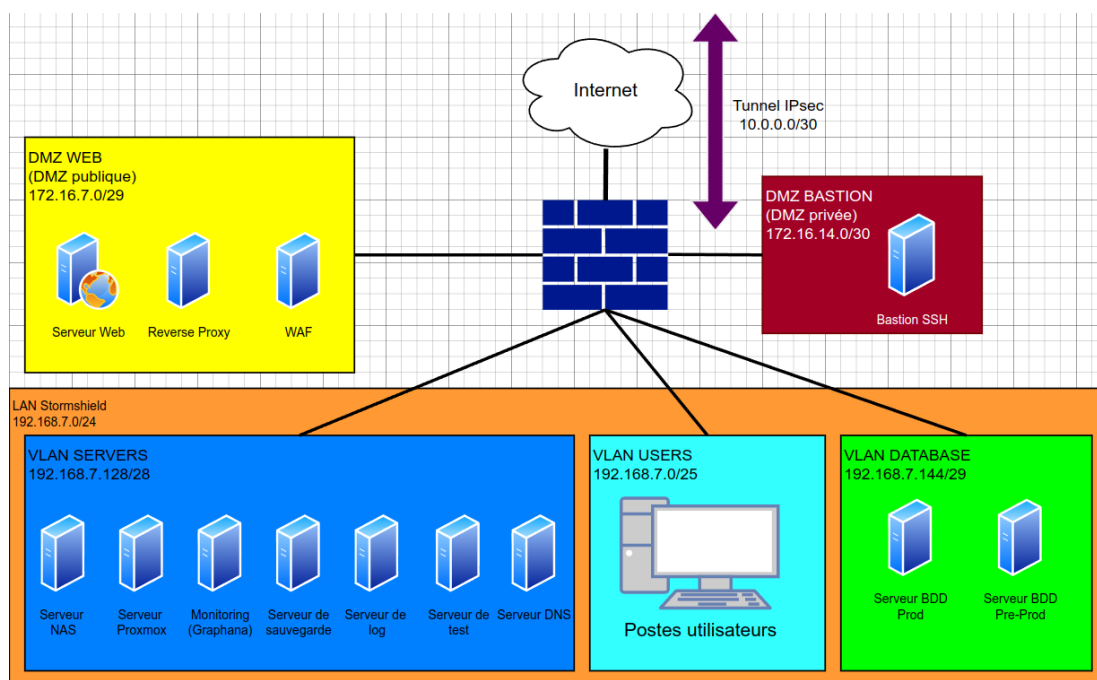 Internet
Tunnel IPsec
10.0.0.0/30
DMZ WEB
(DMZ publique)
172.16.7.0/29
Serveur Web
Reverse Proxy
WAF
DMZ BASTION
(DMZ privée)
172.16.14.0/30
Bastion SSH
LAN Stormshield
192.168.7.0/24
VLAN SERVERS
192.168.7.128/28
Serveur
NAS
Serveur
Proxmox
Monitoring
(Graphana)
Serveur de
sauvegarde
Serveur de
log
Serveur de
test
Serveur DNS
VLAN USERS
192.168.7.0/25
Postes utilisateurs
VLAN DATABASE
192.168.7.144/29
Serveur BDD
Prod
Serveur BDD
Pre-Prod